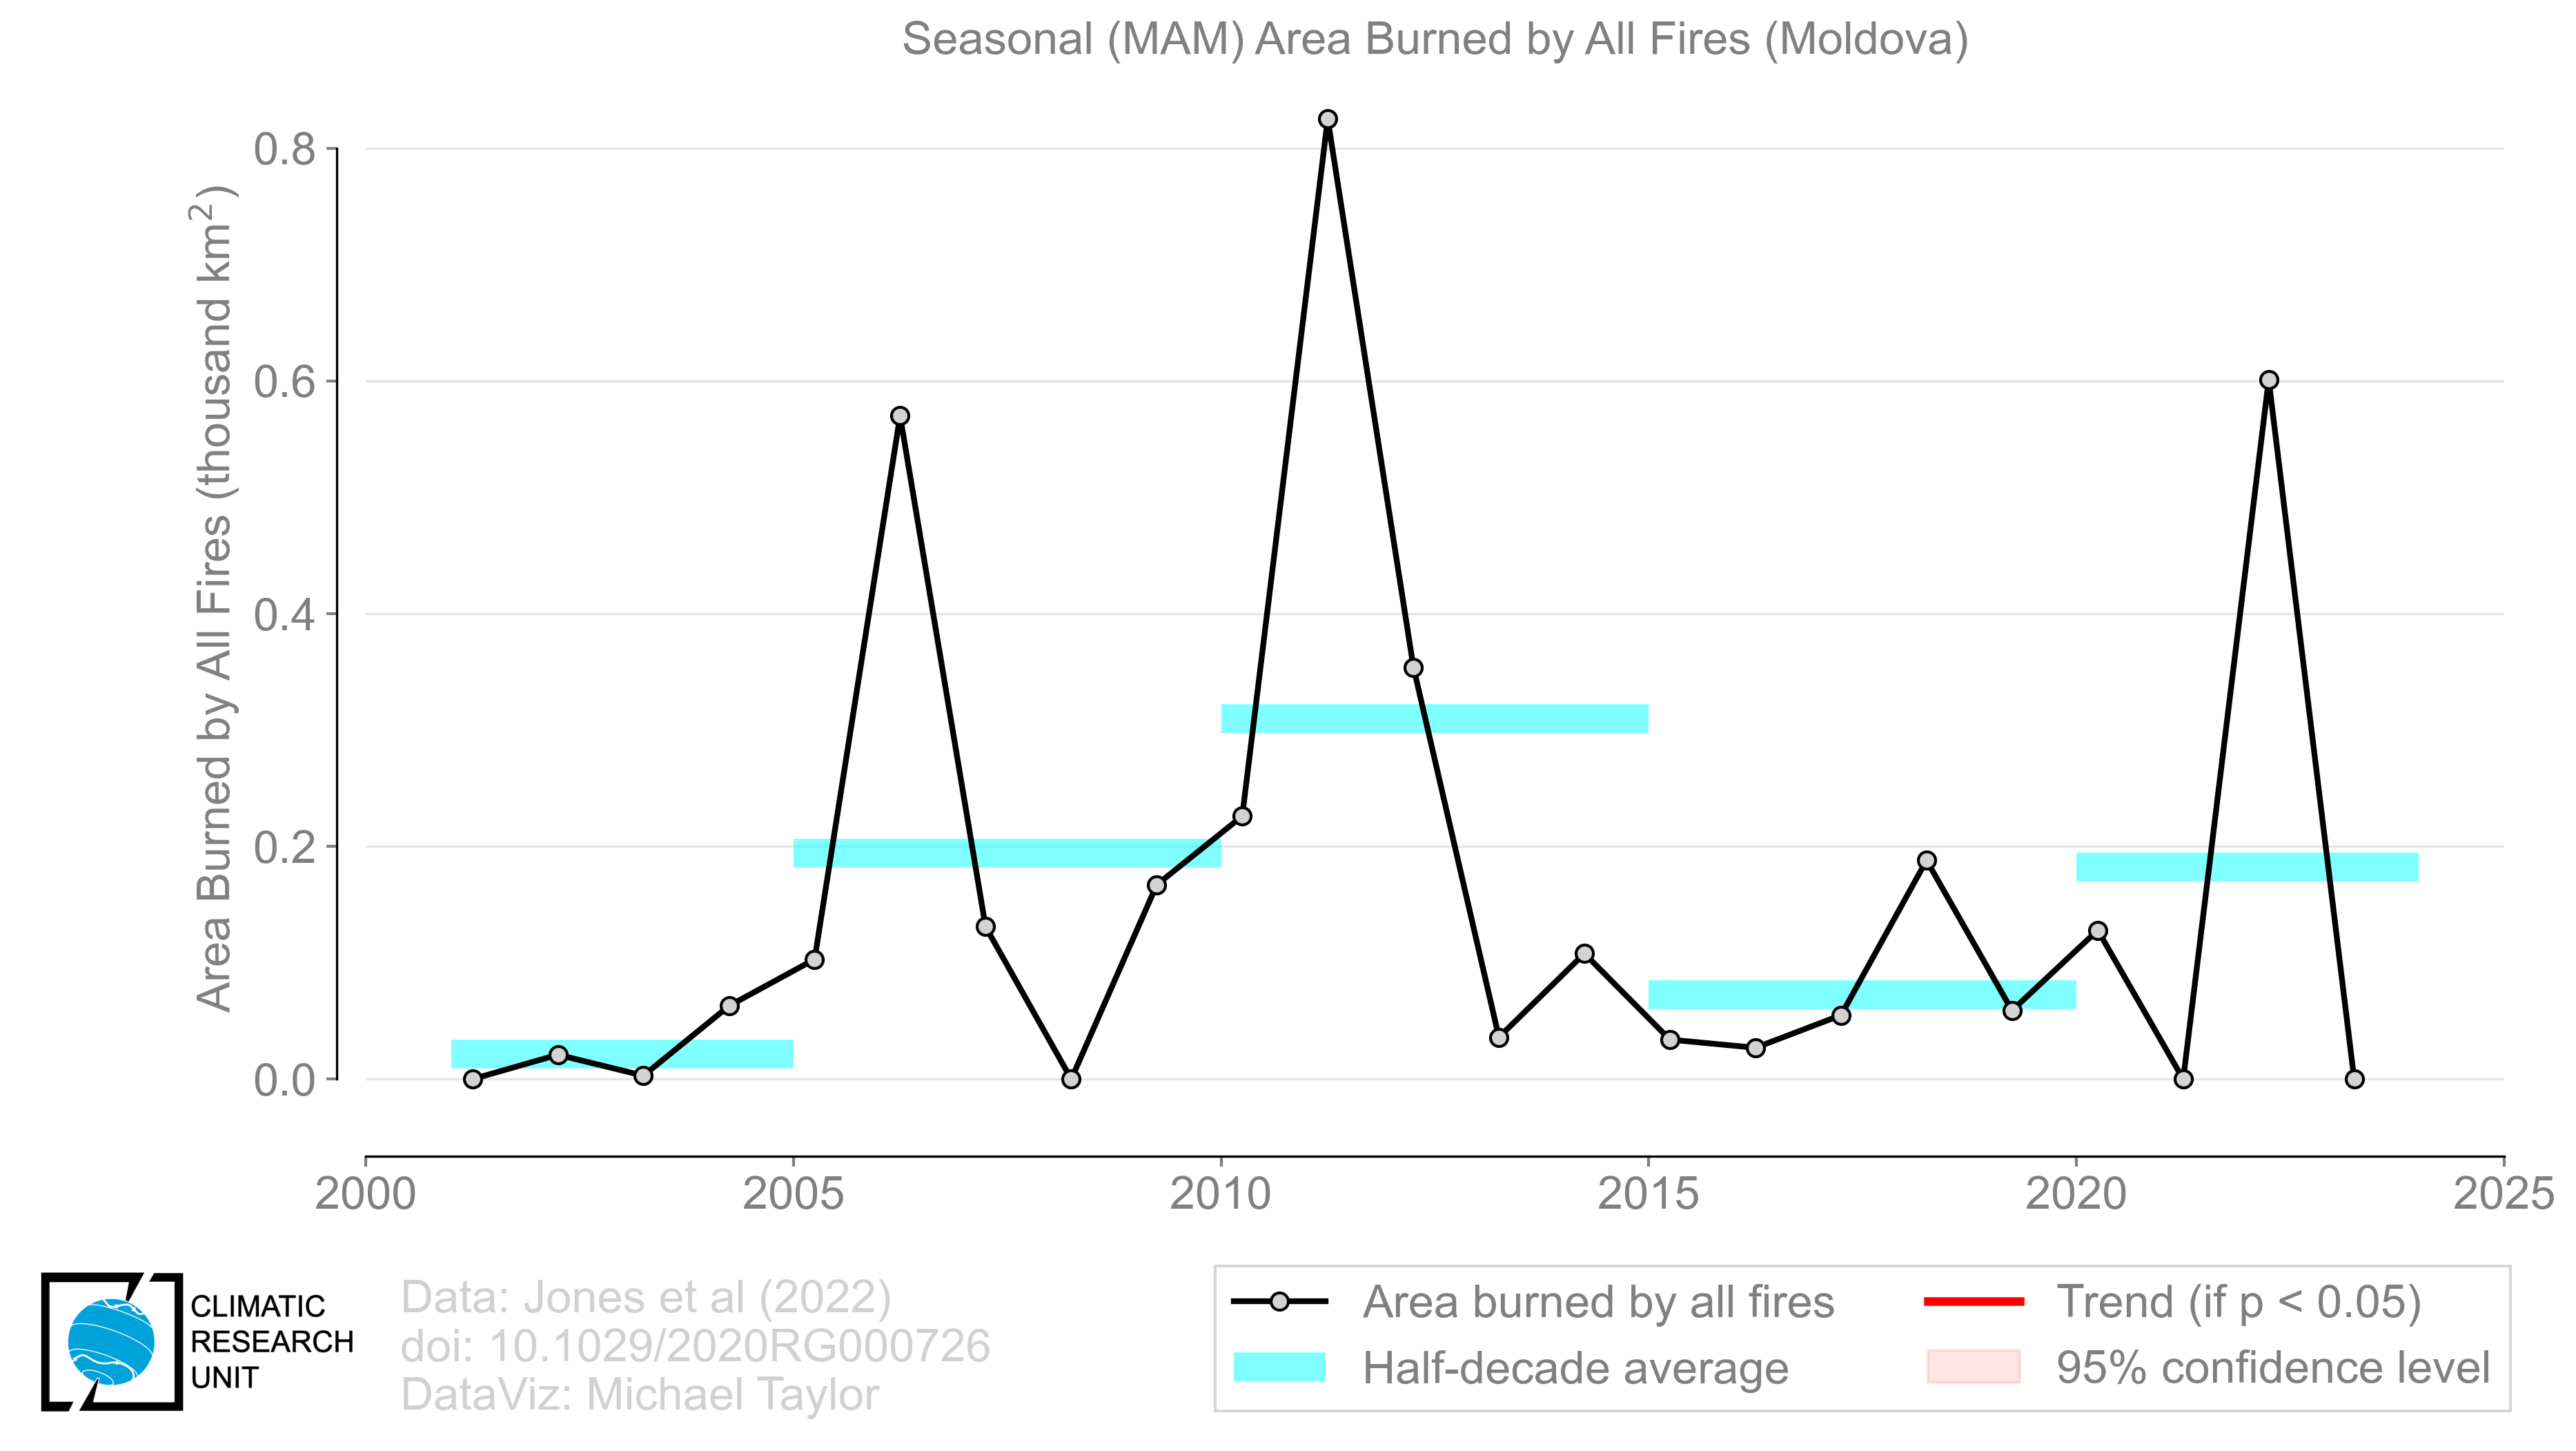 Seasonal (MAM) Area Burned by All Fires (Moldova)
Area Burned by All Fires (thousand km²)
0.8
0.6
0.4
0.2
0.0
2000 2005 2010 2015 2020 2025
CLIMATIC
RESEARCH
UNIT
Data: Jones et al (2022)
doi: 10.1029/2020RG000726
DataViz: Michael Taylor
Area burned by all fires
Half-decade average
Trend (if p < 0.05)
95% confidence level